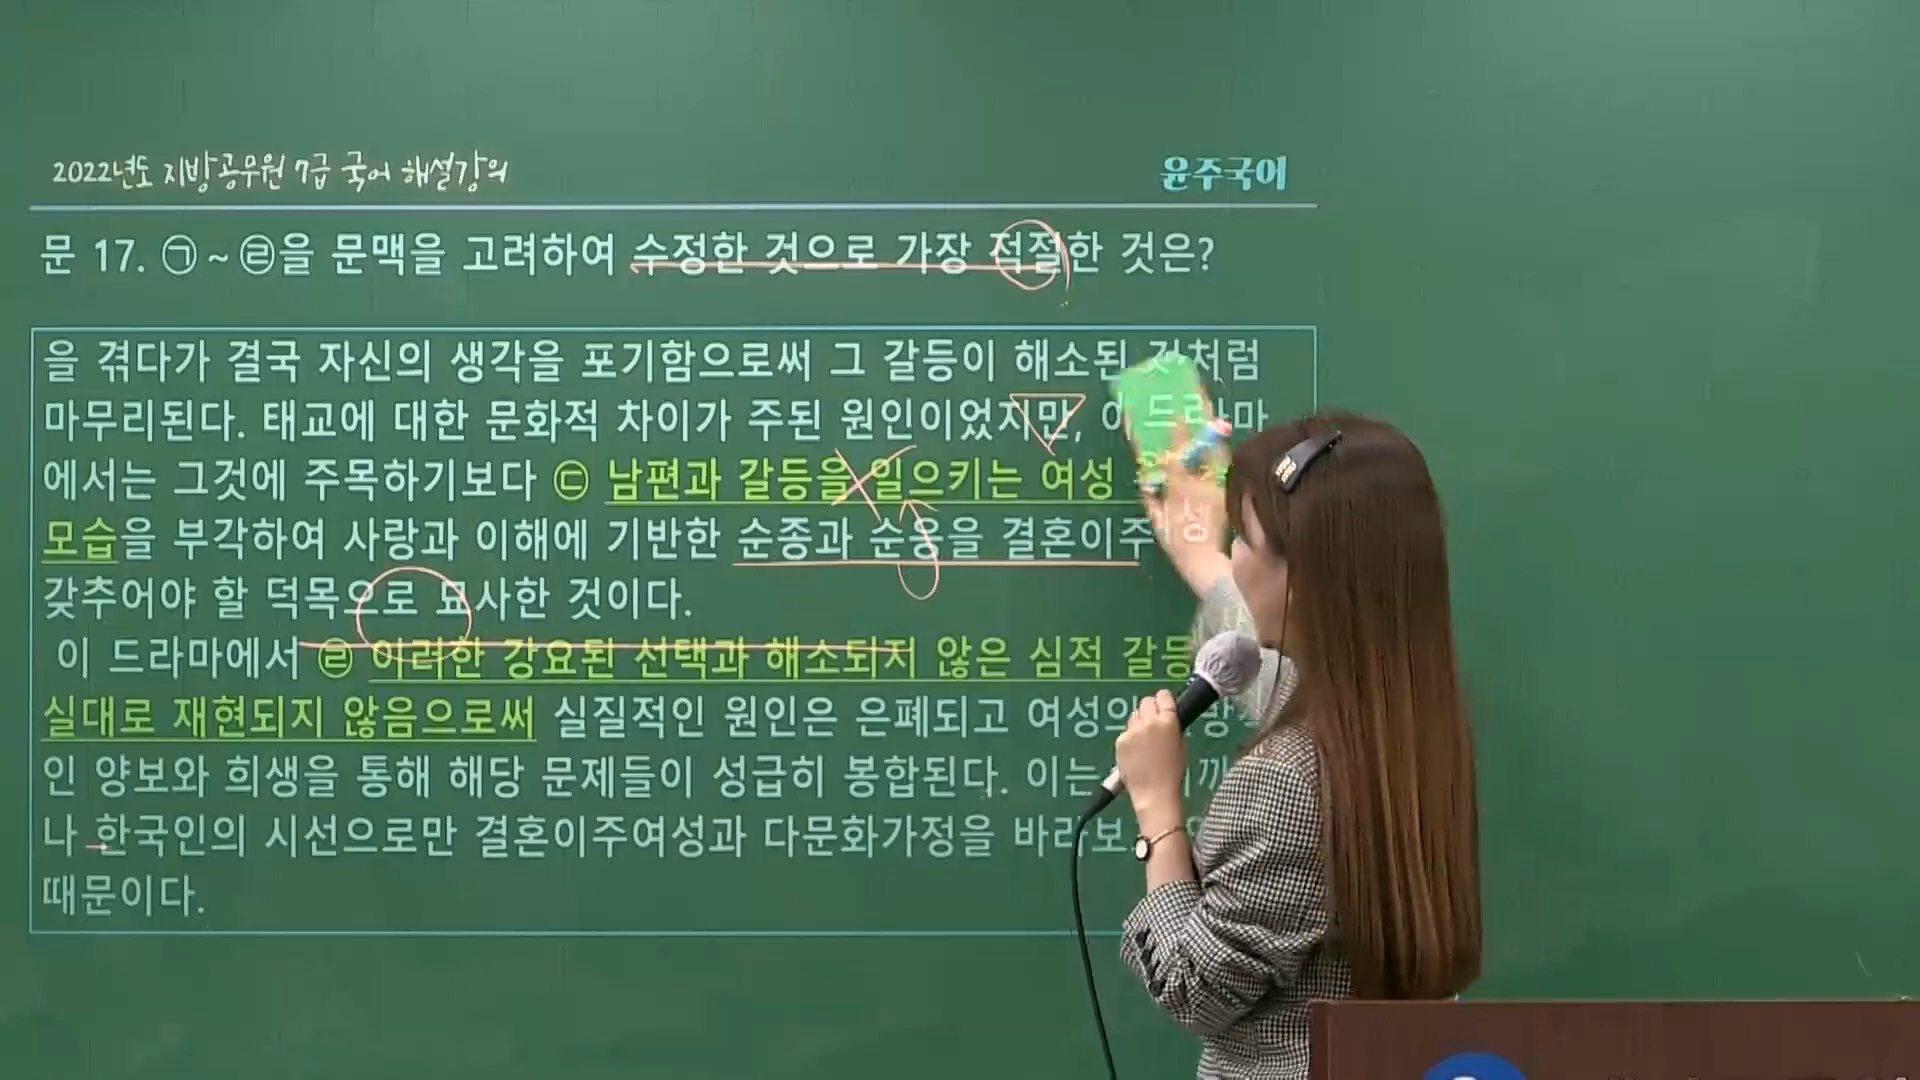 2022년도 지방공무원 7급 국어 해설강의
윤주국어
문 17. ㉠~㉣을 문맥을 고려하여 수정한 것으로 가장 적절한 것은?
을 겪다가 결국 자신의 생각을 포기함으로써 그 갈등이 해소된 것처럼
마무리된다. 태교에 대한 문화적 차이가 주된 원인이었지만, 이 드라마
에서는 그것에 주목하기보다 ㉢ 남편과 갈등을 일으키는 여성
모습을 부각하여 사랑과 이해에 기반한 순종과 순응을 결혼이주
갖추어야 할 덕목으로 묘사한 것이다.
이 드라마에서 ㉣ 이러한 강요된 선택과 해소되지 않은 심적 갈등
실대로 재현되지 않음으로써 실질적인 원인은 은폐되고 여성의
인 양보와 희생을 통해 해당 문제들이 성급히 봉합된다. 이는
나 한국인의 시선으로만 결혼이주여성과 다문화가정을
때문이다.